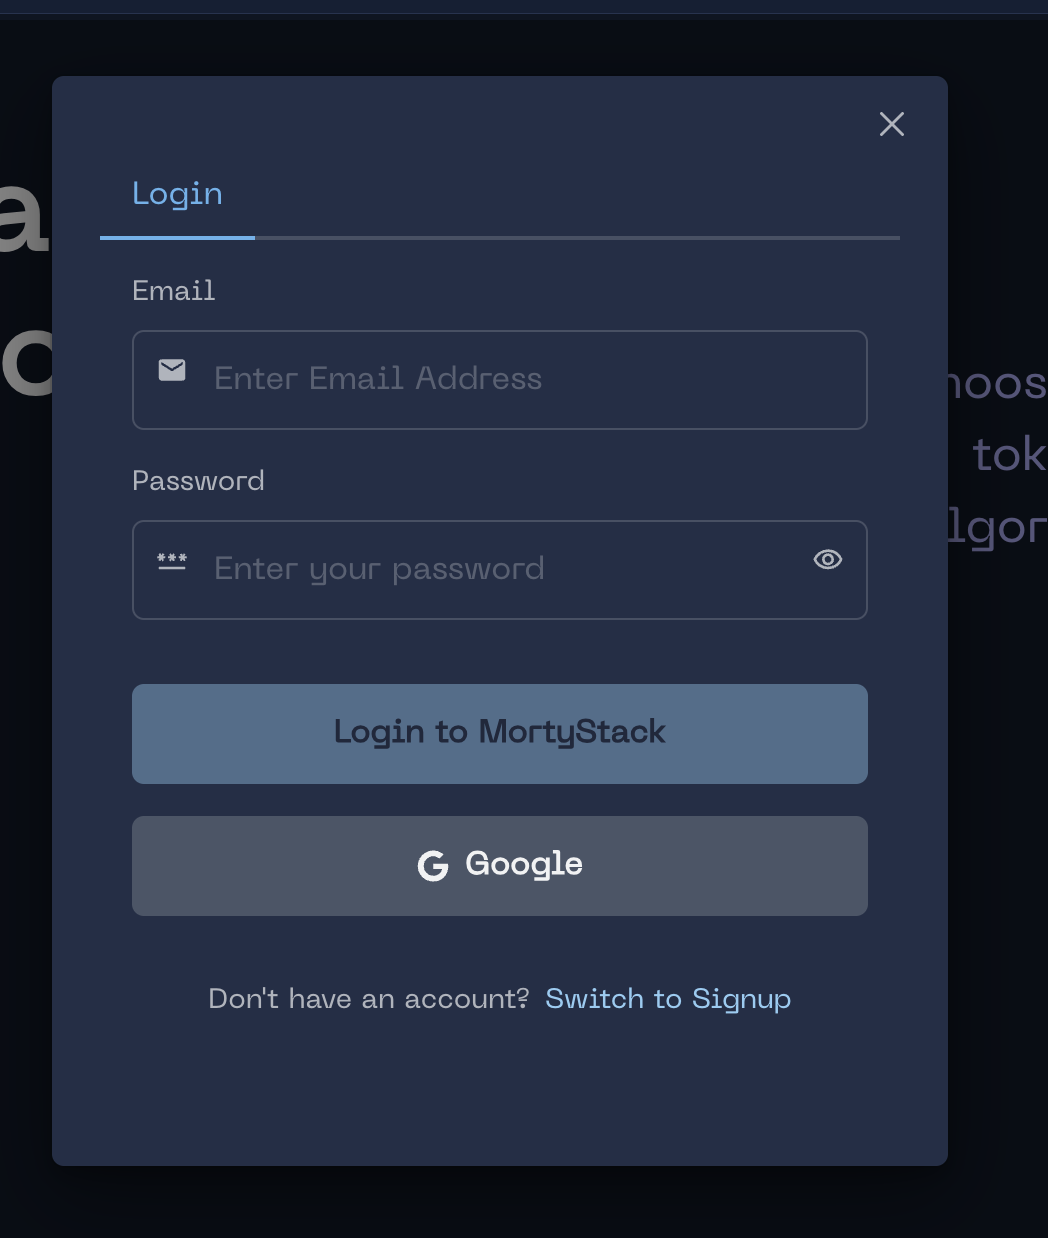 Login
Email
Enter Email Address
Password
Enter your password
Login to MortyStack
Google
Don't have an account? Switch to Signup